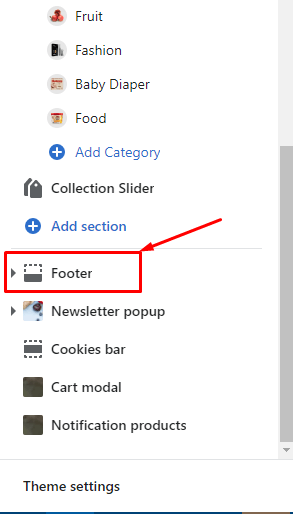 Fruit
Fashion
Baby Diaper
Food
Add Category
Collection Slider
Add section
Footer
Newsletter popup
Cookies bar
Cart modal
Notification products
Theme settings